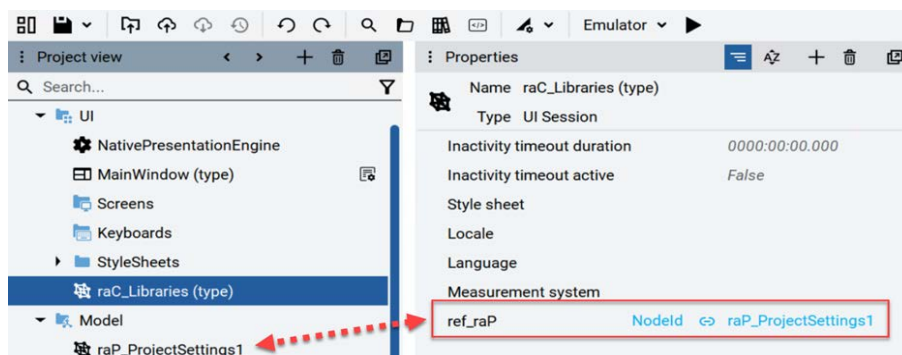 Emulator
Project view
Search...
UI
NativePresentationEngine
MainWindow (type)
Screens
Keyboards
StyleSheets
raC_Libraries (type)
Model
raP_ProjectSettings1
Properties
Name raC_Libraries (type)
Type UI Session
Inactivity timeout duration 0000:00:00.000
Inactivity timeout active False
Style sheet
Locale
Language
Measurement system
ref_raP NodeId raP_ProjectSettings1